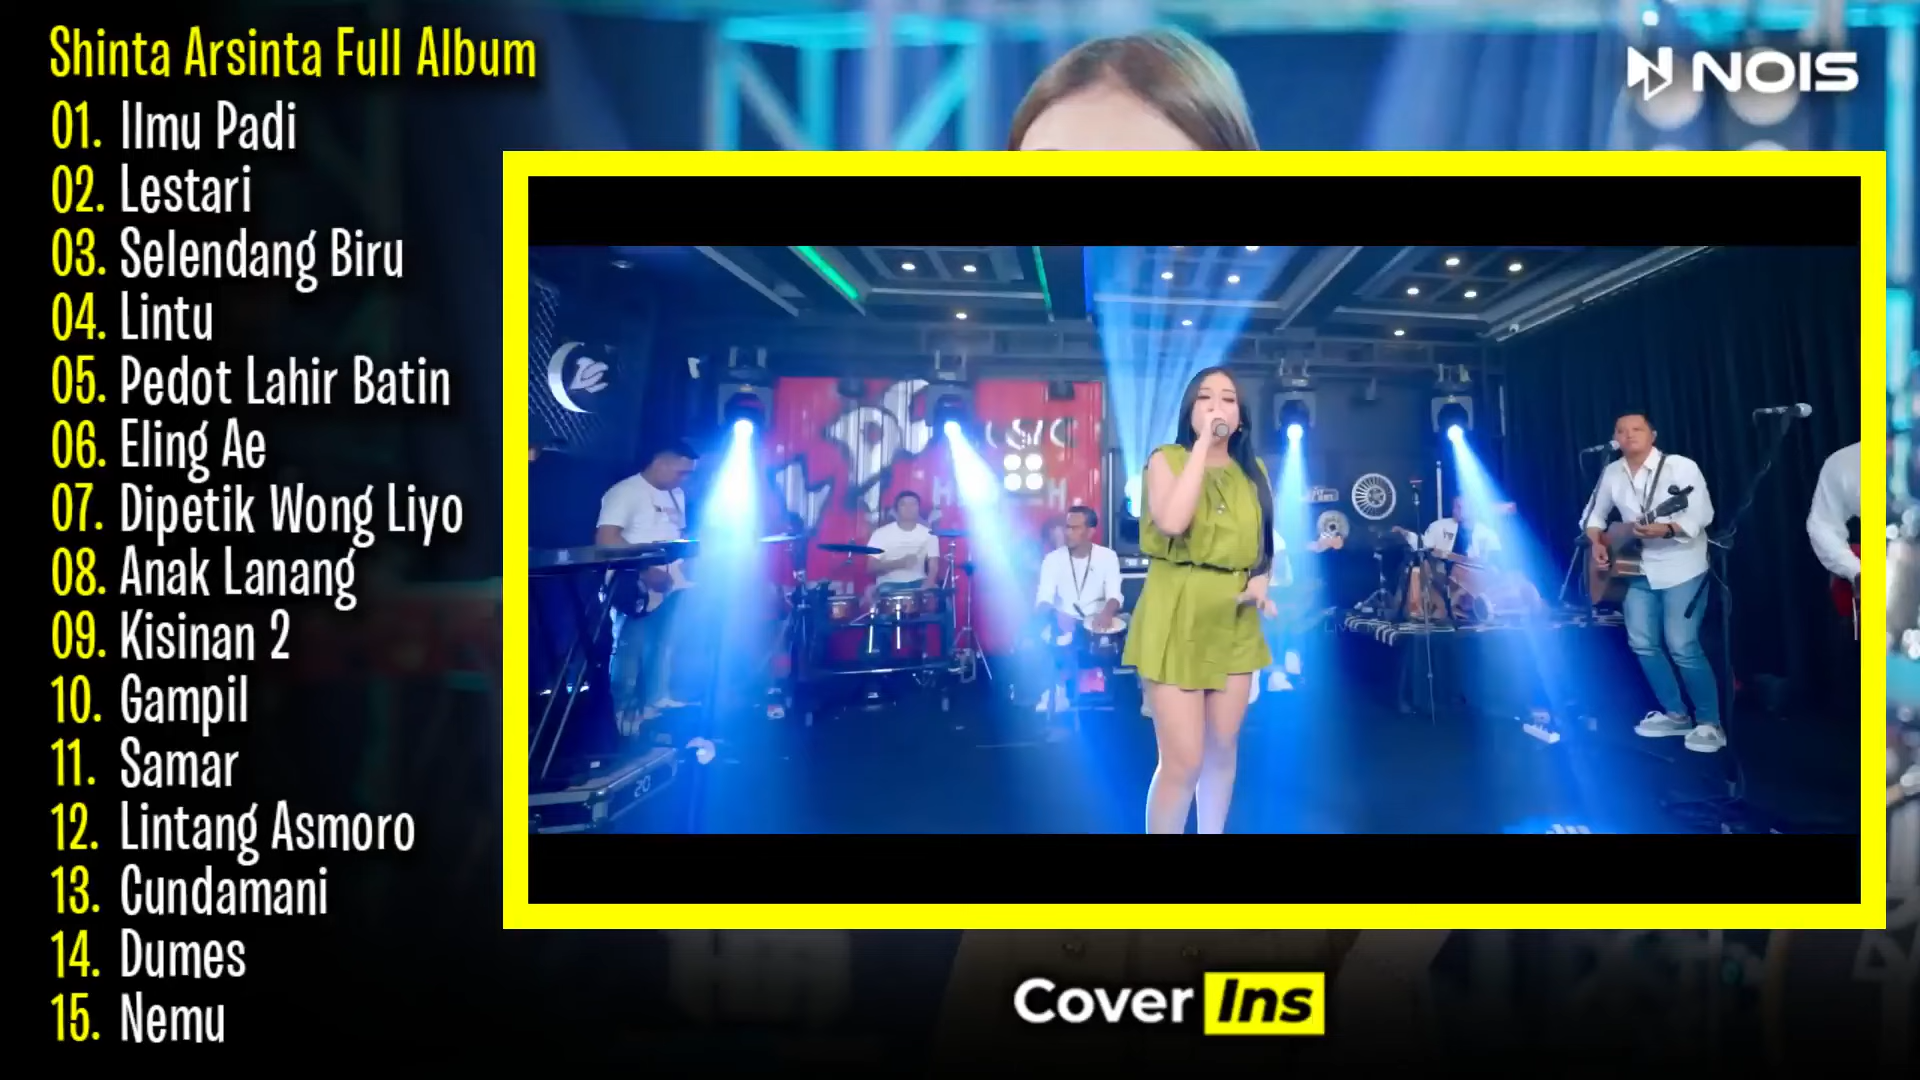 Shinta Arsinta Full Album
01. Ilmu Padi
02. Lestari
03. Selendang Biru
04. Lintu
05. Pedot Lahir Batin
06. Eling Ae
07. Dipetik Wong Liyo
08. Anak Lanang
09. Kisinan 2
10. Gampil
11. Samar
12. Lintang Asmoro
13. Cundamani
14. Dumes
15. Nemu
NOIS
20
Cover Ins